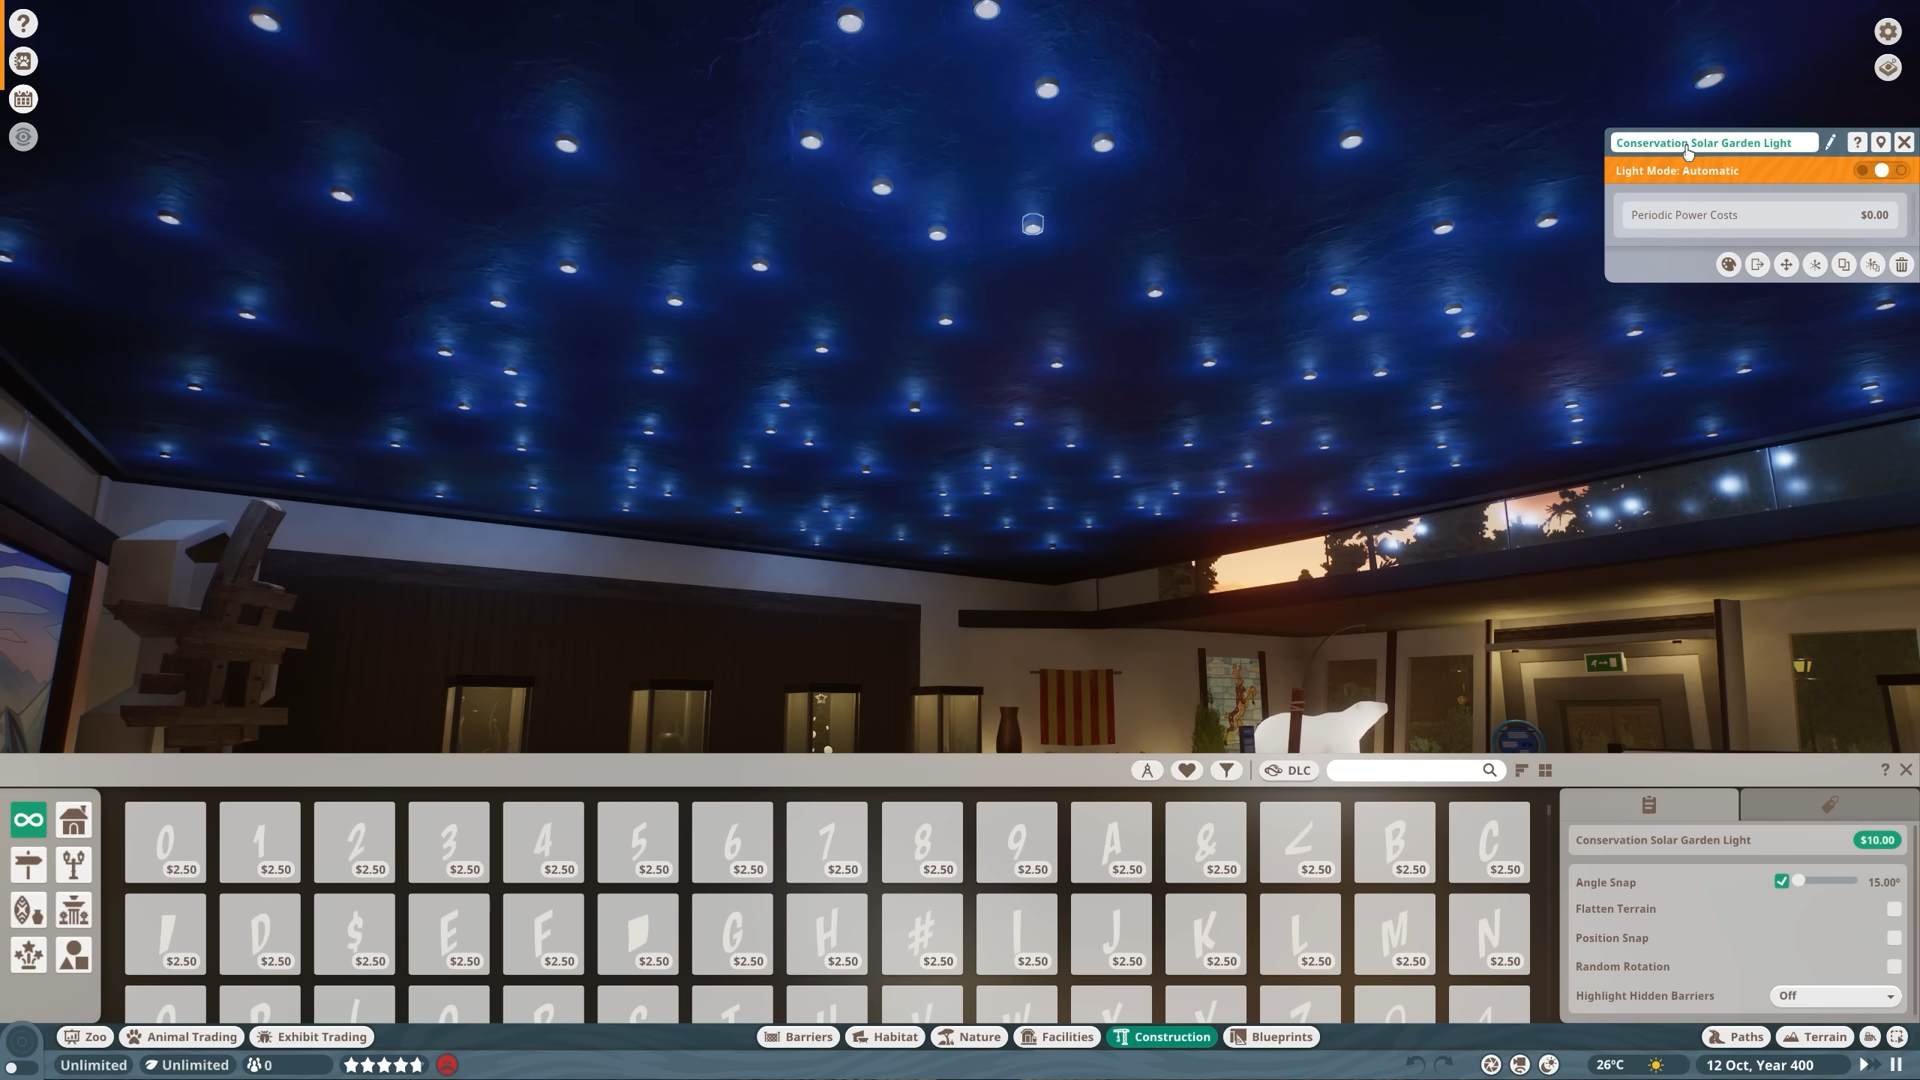 ?
Conservation Solar Garden Light
?
Light Mode: Automatic
Periodic Power Costs $0.00
DLC
?
0 1 2 3 4 5 6 7 8 9 A & < B C
$2.50 $2.50 $2.50 $2.50 $2.50 $2.50 $2.50 $2.50 $2.50 $2.50 $2.50 $2.50 $2.50 $2.50 $2.50
D $ E F G H # I J K L M N
$2.50 $2.50 $2.50 $2.50 $2.50 $2.50 $2.50 $2.50 $2.50 $2.50 $2.50 $2.50 $2.50 $2.50 $2.50
Conservation Solar Garden Light $10.00
Angle Snap 15.00°
Flatten Terrain
Position Snap
Random Rotation
Highlight Hidden Barriers Off
Zoo Animal Trading Exhibit Trading Barriers Habitat Nature Facilities Construction Blueprints Paths Terrain
Unlimited Unlimited 0 26°C 12 Oct, Year 400